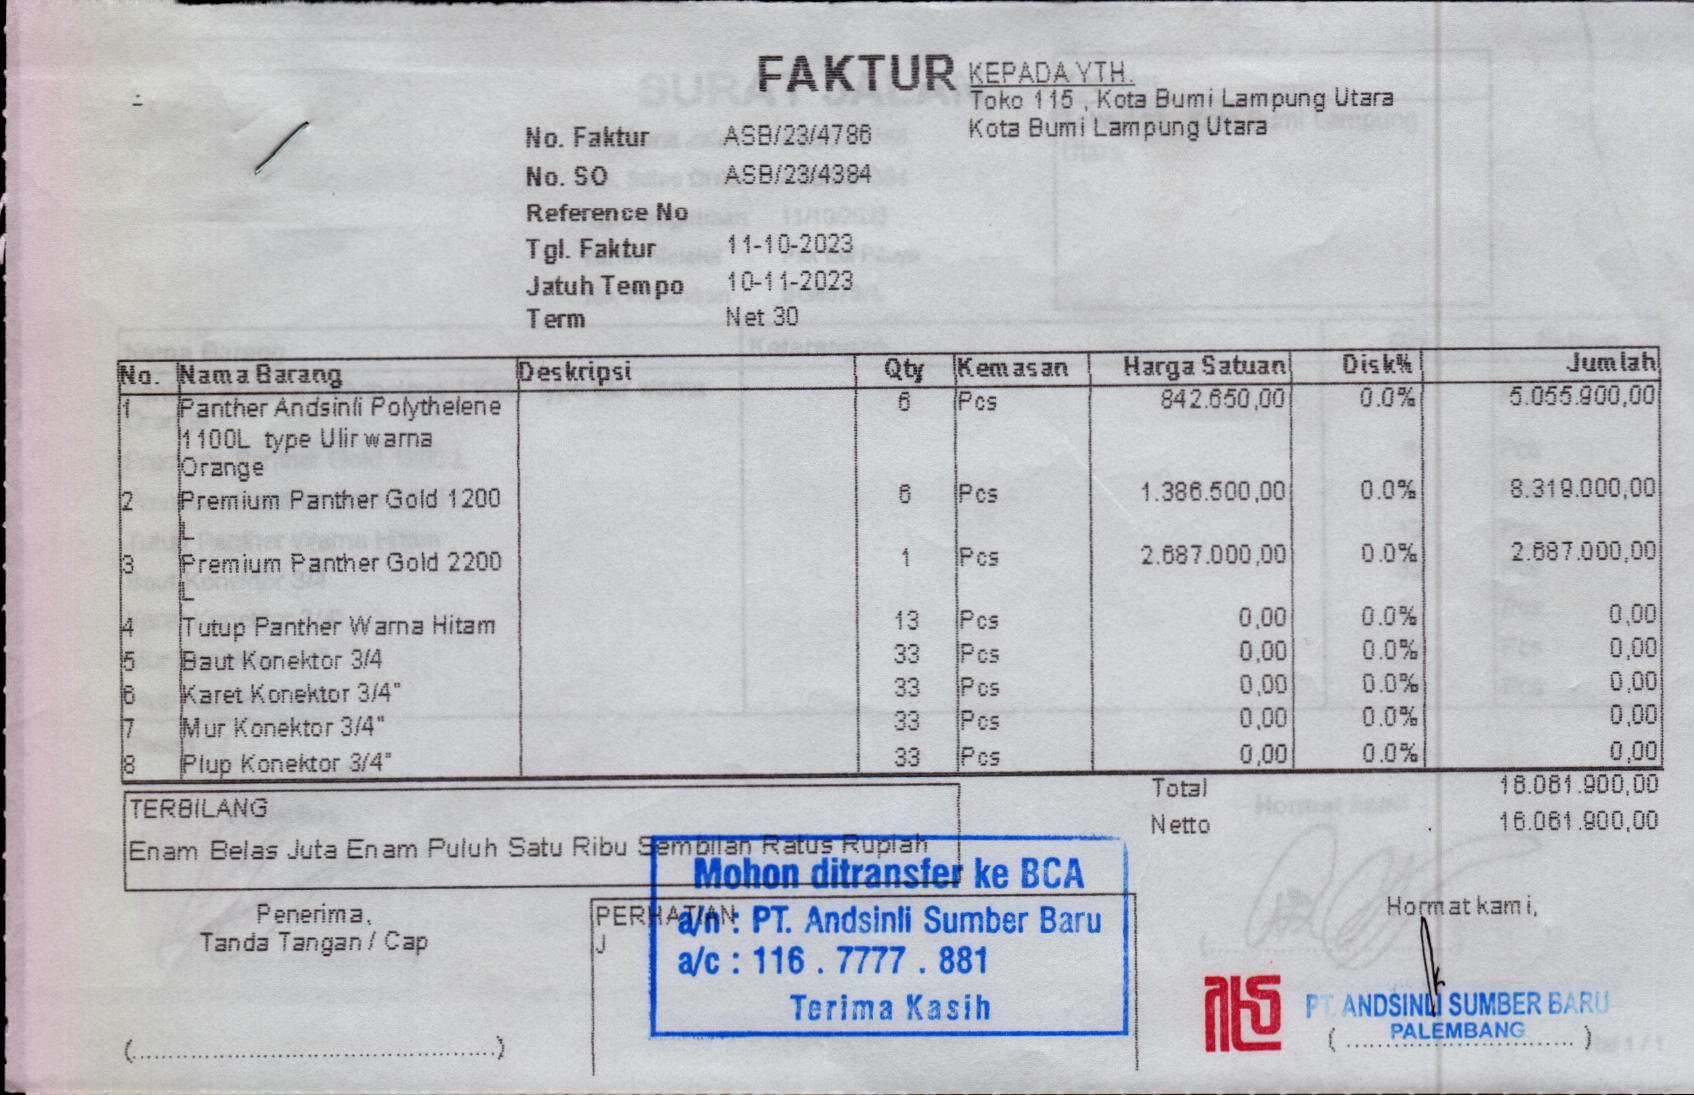 FAKTUR
KEPADA YTH.
Toko 115 , Kota Bumi Lampung Utara
Kota Bumi Lampung Utara
No. Faktur ASB/23/4786
No. SO ASB/23/4384
Reference No
Tgl. Faktur 11-10-2023
Jatuh Tempo 10-11-2023
Term Net 30
No. Nama Barang Deskripsi Qty Kemasan Harga Satuan Disk% Jumlah
1 Panther Andsinli Polythelene 6 Pcs 842.650,00 0.0% 5.055.900,00
1100L type Ulir warna
Orange
2 Premium Panther Gold 1200 6 Pcs 1.386.500,00 0.0% 8.319.000,00
L
3 Premium Panther Gold 2200 1 Pcs 2.687.000,00 0.0% 2.687.000,00
L
4 Tutup Panther Warna Hitam 13 Pcs 0,00 0.0% 0,00
5 Baut Konektor 3/4 33 Pcs 0,00 0.0% 0,00
6 Karet Konektor 3/4" 33 Pcs 0,00 0.0% 0,00
7 Mur Konektor 3/4" 33 Pcs 0,00 0.0% 0,00
8 Plup Konektor 3/4" 33 Pcs 0,00 0.0% 0,00
Total 16.061.900,00
Netto 16.061.900,00
TERBILANG
Enam Belas Juta Enam Puluh Satu Ribu Sembilan Ratus Rupiah
Mohon ditransfer ke BCA
a/n : PT. Andsinli Sumber Baru
a/c : 116 . 7777 . 881
Terima Kasih
PERHATIAN
J
Penerima,
Tanda Tangan / Cap
(...............................................)
Hormat kami,
PT. ANDSINLI SUMBER BARU
PALEMBANG
(..............................)